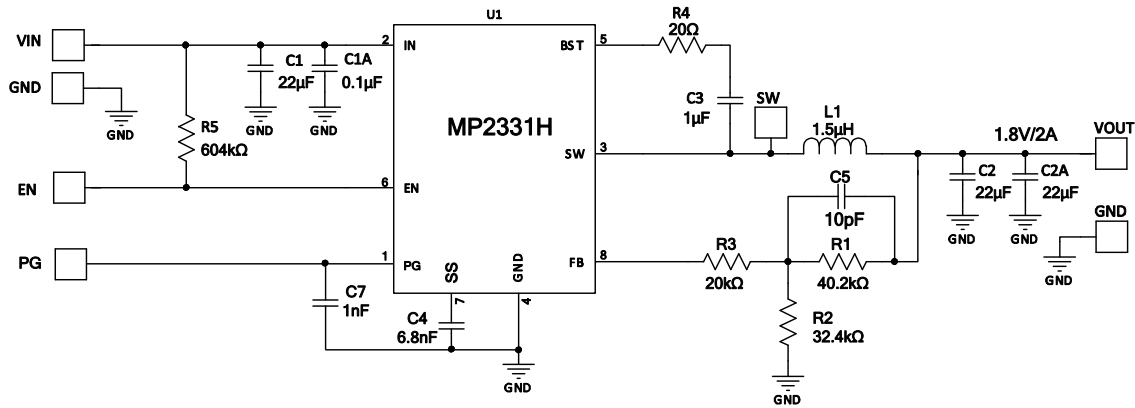 U1
MP2331H
VIN
GND
GND
R5
604kΩ
C1
22µF
GND
C1A
0.1µF
GND
EN
PG
C7
1nF
2
IN
6
EN
1
PG
SS
7
GND
4
C4
6.8nF
GND
BST
5
SW
3
FB
8
R4
20Ω
C3
1µF
SW
L1
1.5µH
1.8V/2A
VOUT
C2
22µF
GND
C2A
22µF
GND
GND
GND
C5
10pF
R3
20kΩ
R1
40.2kΩ
R2
32.4kΩ
GND